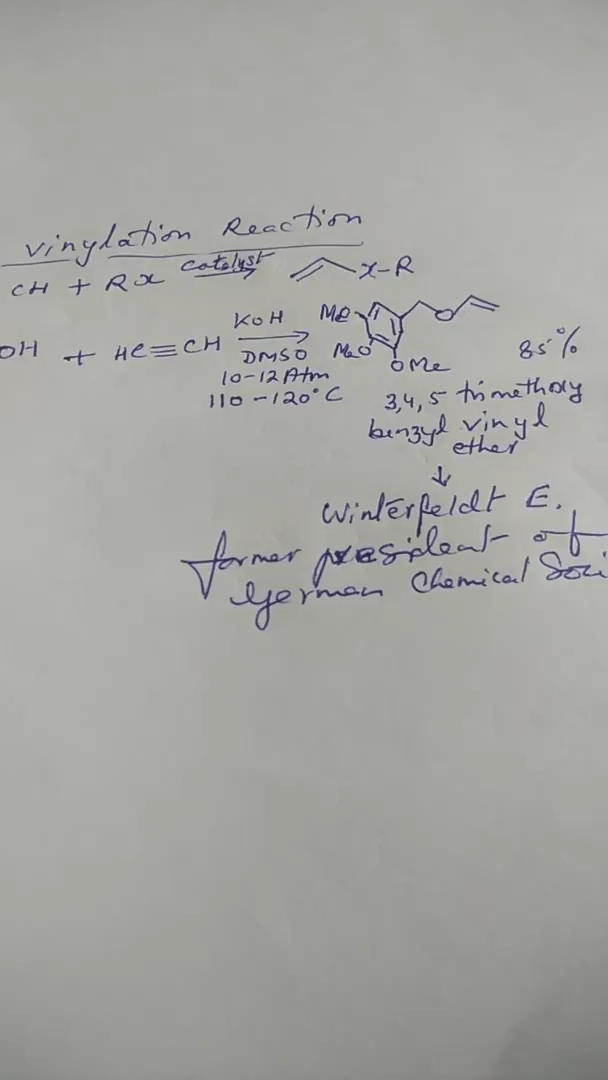 Vinylation Reaction
CH + RX catalyst X-R
OH + HC≡CH KOH
DMSO
10-12 Atm
110-120°C
MeO
MeO
OMe
O
85%
3,4,5 trimethoxy
benzyl vinyl
ether
↓
Winterfeldt E.
former president of
German Chemical Soci